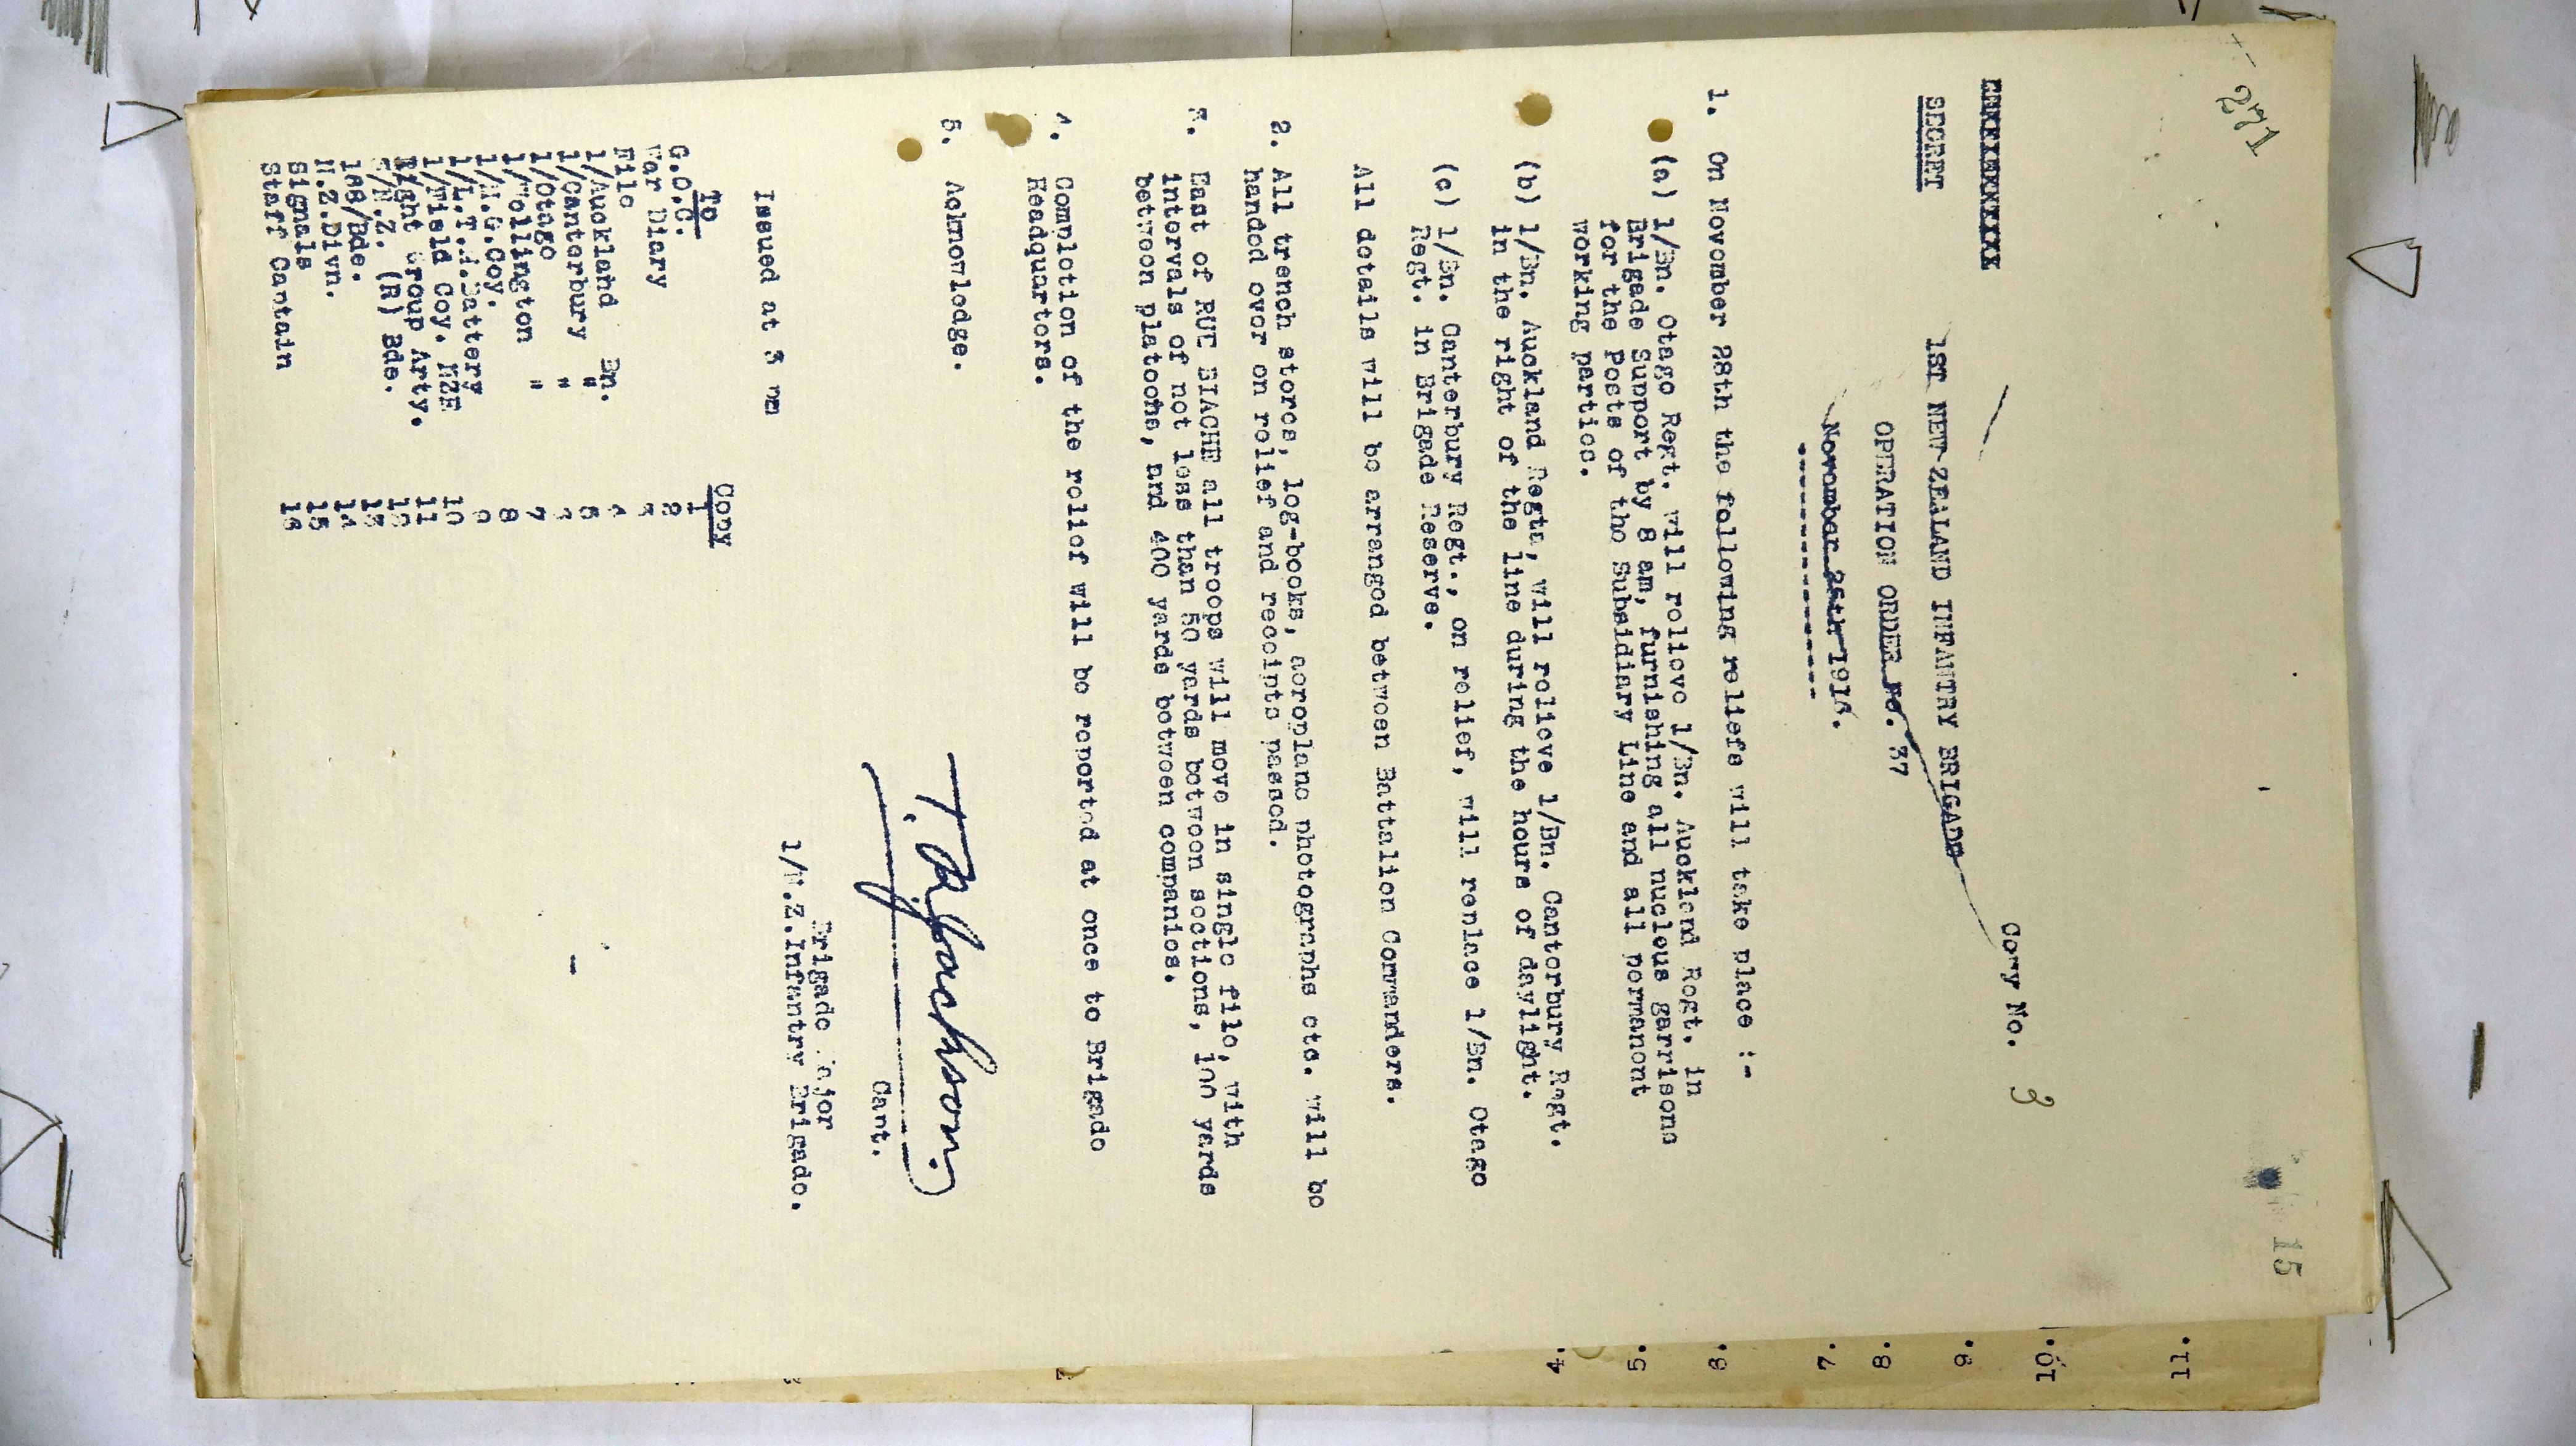 271
15
Copy No. 3
SECRET
1ST NEW ZEALAND INFANTRY BRIGADE
OPERATION ORDER No. 37
November 25th 1916.
1. On November 28th the following reliefs will take place :-
(a) 1/Bn. Otago Regt. will relieve 1/Bn. Auckland Regt. in
Brigade Support by 8 am, furnishing all nucleus garrisons
for the Posts of the Subsidiary Line and all permanent
working parties.
(b) 1/Bn. Auckland Regt, will relieve 1/Bn. Canterbury Regt.
in the right of the line during the hours of daylight.
(c) 1/Bn. Canterbury Regt., on relief, will replace 1/Bn. Otago
Regt. in Brigade Reserve.
All details will be arranged between Battalion Commanders.
2. All trench stores, log-books, aeroplane photographs etc. will be
handed over on relief and receipts passed.
3. East of RUE BIACHE all troops will move in single file, with
intervals of not less than 50 yards between sections, 100 yards
between platoons, and 400 yards between companies.
4. Completion of the relief will be reported at once to Brigade
Headquarters.
5. Acknowledge.
Capt.
Brigade Major
1/N.Z.Infantry Brigade.
Issued at 3 pm
To Copy
G.O.C. 1
War Diary 2
File 3
4
1/Auckland Bn. 5
1/Canterbury " 6
1/Otago " 7
1/Wellington " 8
1/M.G.Coy. 9
1/L.T.M.Battery 10
1/Field Coy. NZE 11
Right Group Arty. 12
N.Z. (R) Bde. 13
/Bde. 14
N.Z.Divn. 15
Signals 16
Staff Captain
4.
5.
6.
7.
8.
9.
10.
11.